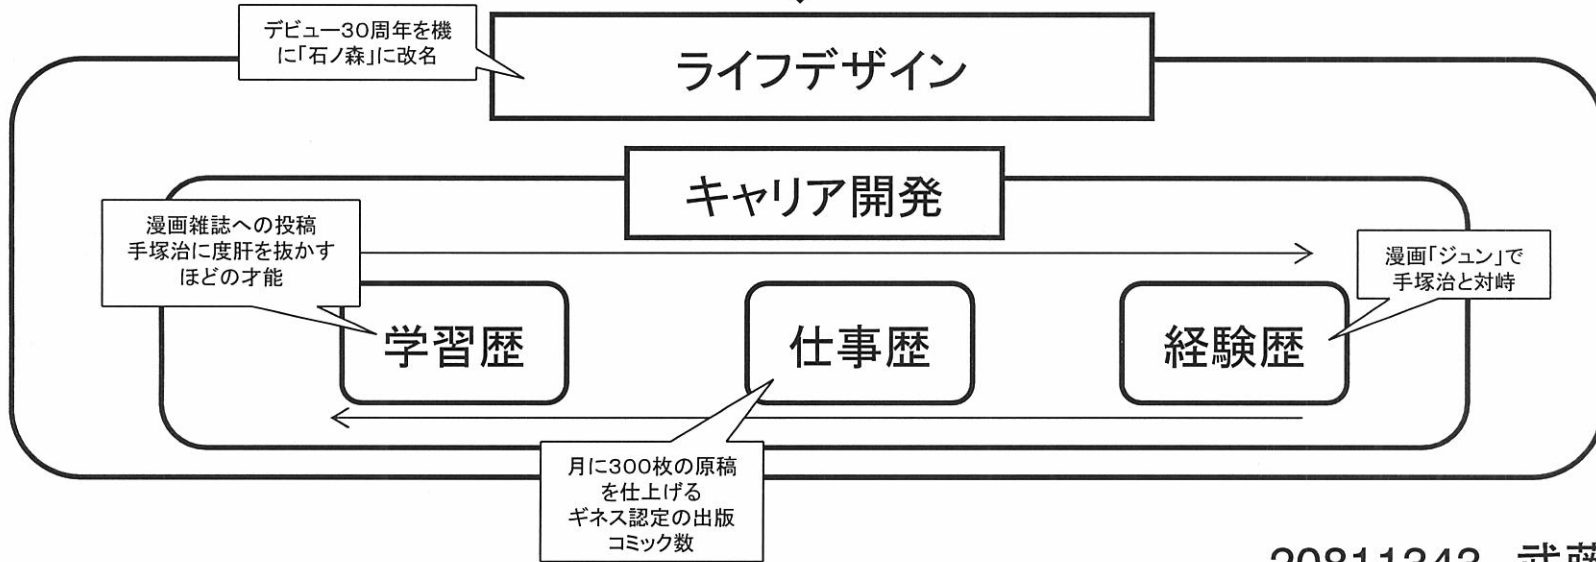 デビュー30周年を機
に「石ノ森」に改名
ライフデザイン
キャリア開発
漫画雑誌への投稿
手塚治に度肝を抜かす
ほどの才能
漫画「ジュン」で
手塚治と対峙
学習歴
仕事歴
経験歴
月に300枚の原稿
を仕上げる
ギネス認定の出版
コミック数
20811343 武藤